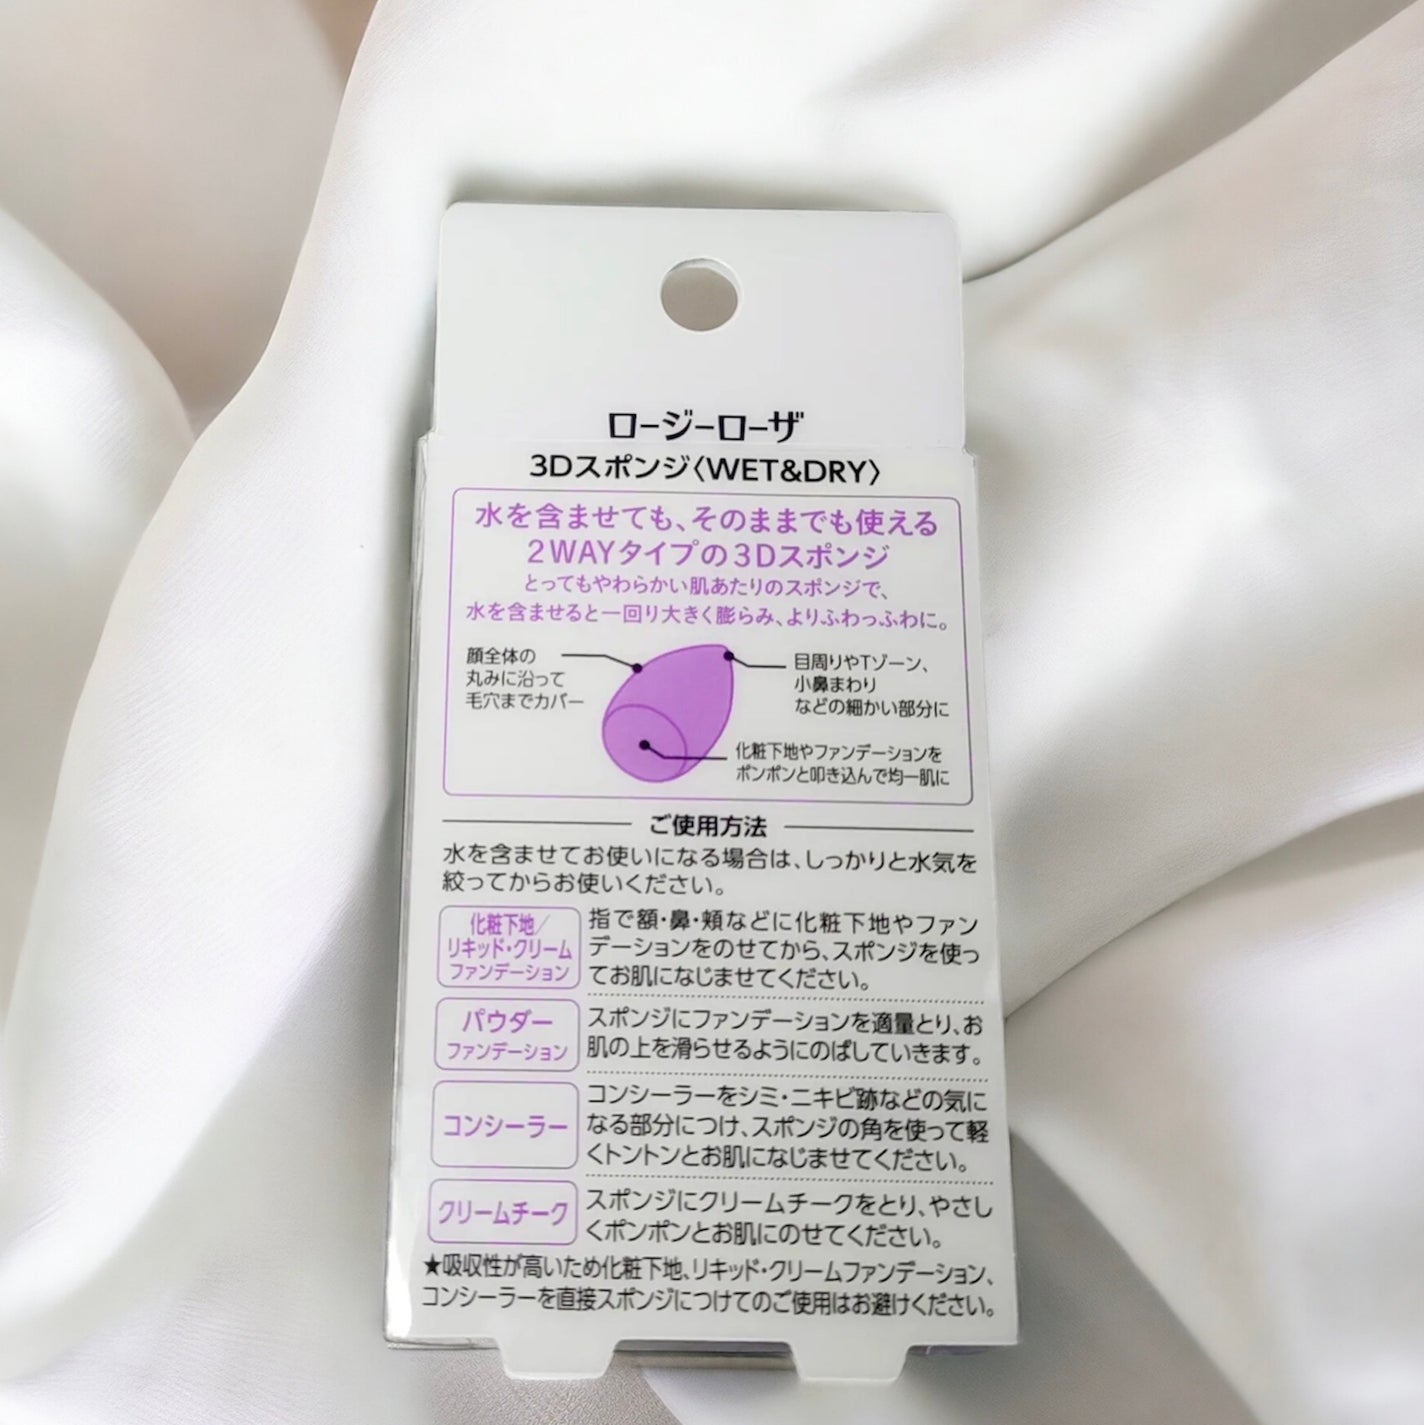 ロージーローザ
3Dスポンジ〈WET&DRY〉
水を含ませても、そのままでも使える
2WAYタイプの3Dスポンジ
とってもやわらかい肌あたりのスポンジで、
水を含ませると一回り大きく膨らみ、よりふわっふわに。
顔全体の
丸みに沿って
毛穴までカバー
目周りやTゾーン、
小鼻まわり
などの細かい部分に
化粧下地やファンデーションを
ポンポンと叩き込んで均一肌に
ご使用方法
水を含ませてお使いになる場合は、しっかりと水気を
絞ってからお使いください。
化粧下地/
リキッド・クリーム
ファンデーション
指で額・鼻・頬などに化粧下地やファン
デーションをのせてから、スポンジを使っ
てお肌になじませてください。
パウダー
ファンデーション
スポンジにファンデーションを適量とり、お
肌の上を滑らせるようにのばしていきます。
コンシーラー
コンシーラーをシミ・ニキビ跡などの気に
なる部分につけ、スポンジの角を使って軽
くトントンとお肌になじませてください。
クリームチーク
スポンジにクリームチークをとり、やさし
くポンポンとお肌にのせてください。
★吸収性が高いため化粧下地、リキッド・クリームファンデーション、
コンシーラーを直接スポンジにつけてのご使用はお避けください。